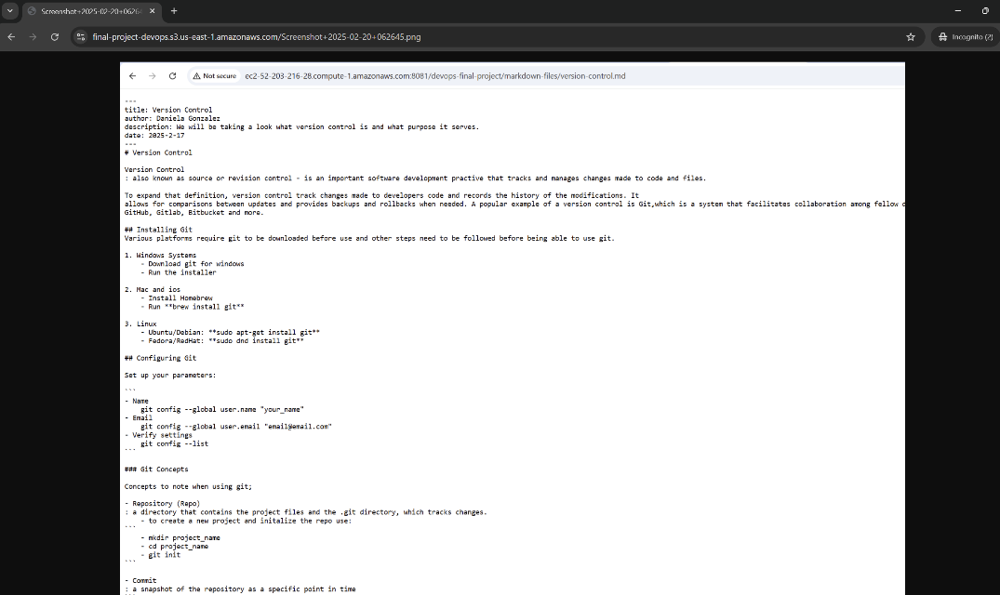 Screenshot+2025-02-20+0626
final-project-devops.s3.us-east-1.amazonaws.com/Screenshot+2025-02-20+062645.png
Incognito (2)
Not secure
ec2-52-203-216-28.compute-1.amazonaws.com:8081/devops-final-project/markdown-files/version-control.md
---
title: Version Control
author: Daniela Gonzalez
description: We will be taking a look what version control is and what purpose it serves.
date: 2025-2-17
---
# Version Control
Version Control
: also known as source or revision control - is an important software development practive that tracks and manages changes made to code and files.
To expand that definition, version control track changes made to developers code and records the history of the modifications. It
allows for comparisons between updates and provides backups and rollbacks when needed. A popular example of a version control is Git,which is a system that facilitates collaboration among fellow
GitHub, Gitlab, Bitbucket and more.
## Installing Git
Various platforms require git to be downloaded before use and other steps need to be followed before being able to use git.
1. Windows Systems
- Download git for windows
- Run the installer
2. Mac and ios
- Install Homebrew
- Run **brew install git**
3. Linux
- Ubuntu/Debian: **sudo apt-get install git**
- Fedora/RedHat: **sudo dnd install git**
## Configuring Git
Set up your parameters:
```
- Name
git config --global user.name "your_name"
- Email
git config --global user.email "email@email.com"
- Verify settings
git config --list
```
### Git Concepts
Concepts to note when using git;
- Repository (Repo)
: a directory that contains the project files and the .git directory, which tracks changes.
- to create a new project and initalize the repo use:
```
- mkdir project_name
- cd project_name
- git init
```
- Commit
: a snapshot of the repository as a specific point in time